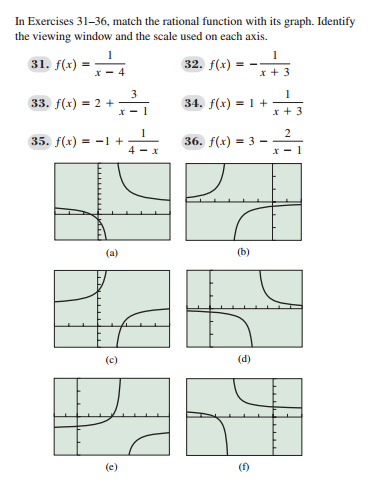 In Exercises 31–36, match the rational function with its graph. Identify
the viewing window and the scale used on each axis.
31. f(x) = 1/(x − 4)
32. f(x) = −1/(x + 3)
33. f(x) = 2 + 3/(x − 1)
34. f(x) = 1 + 1/(x + 3)
35. f(x) = −1 + 1/(4 − x)
36. f(x) = 3 − 2/(x − 1)
(a)
(b)
(c)
(d)
(e)
(f)